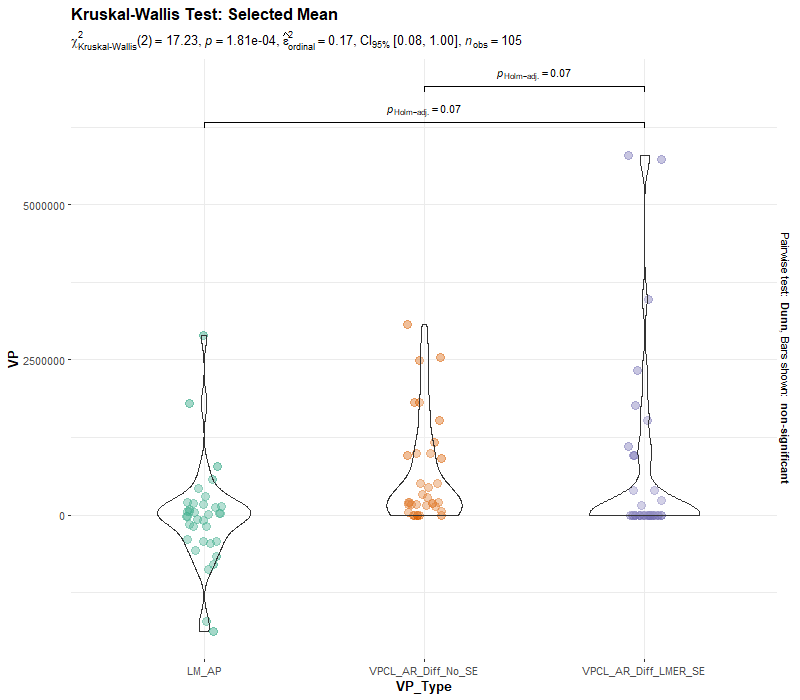 Kruskal-Wallis Test: Selected Mean
χ²Kruskal-Wallis(2) = 17.23, p = 1.81e-04, ε̂²ordinal = 0.17, CI95% [0.08, 1.00], nobs = 105
pHolm-adj. = 0.07
pHolm-adj. = 0.07
5000000
2500000
0
VP
Pairwise test: Dunn, Bars shown: non-significant
LM_AP
VPCL_AR_Diff_No_SE
VPCL_AR_Diff_LMER_SE
VP_Type